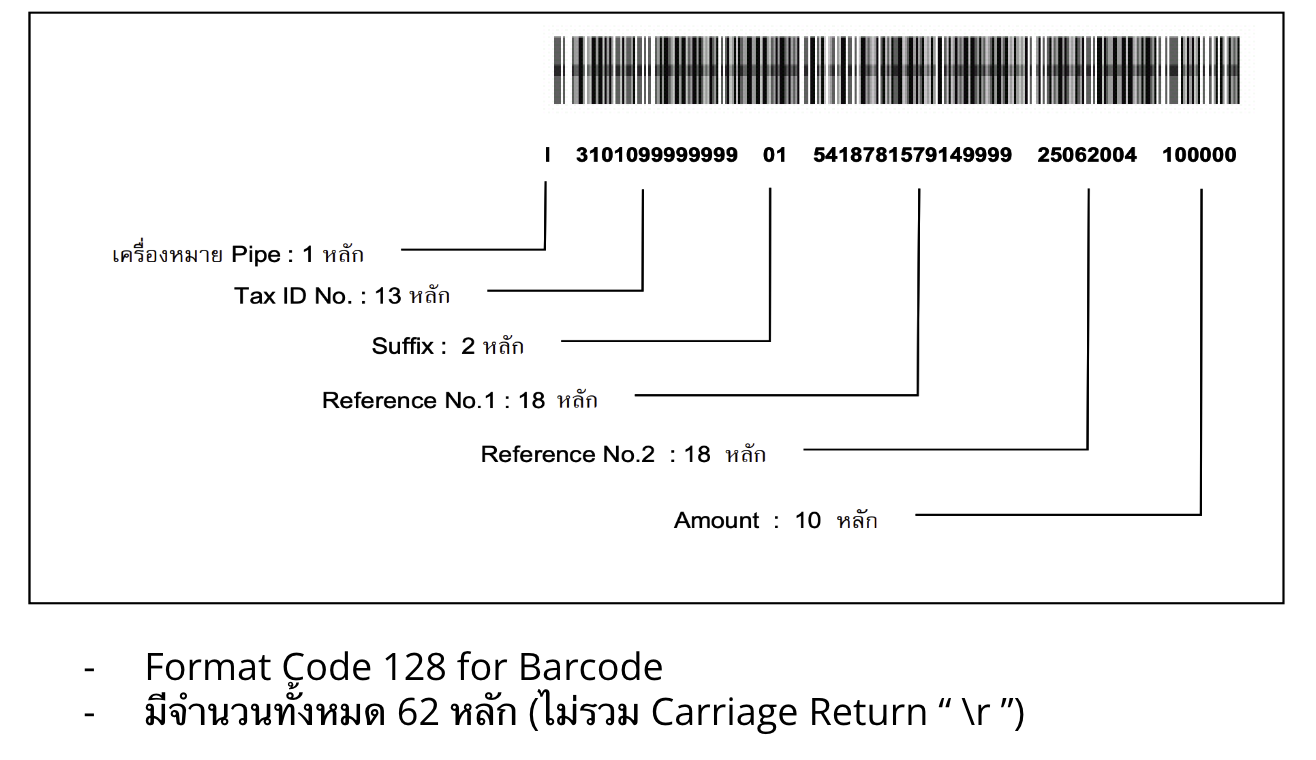 | 3101099999999 01 5418781579149999 25062004 100000
เครื่องหมาย Pipe : 1 หลัก
Tax ID No. : 13 หลัก
Suffix : 2 หลัก
Reference No.1 : 18 หลัก
Reference No.2 : 18 หลัก
Amount : 10 หลัก
- Format Code 128 for Barcode
- มีจำนวนทั้งหมด 62 หลัก (ไม่รวม Carriage Return “ \r ”)